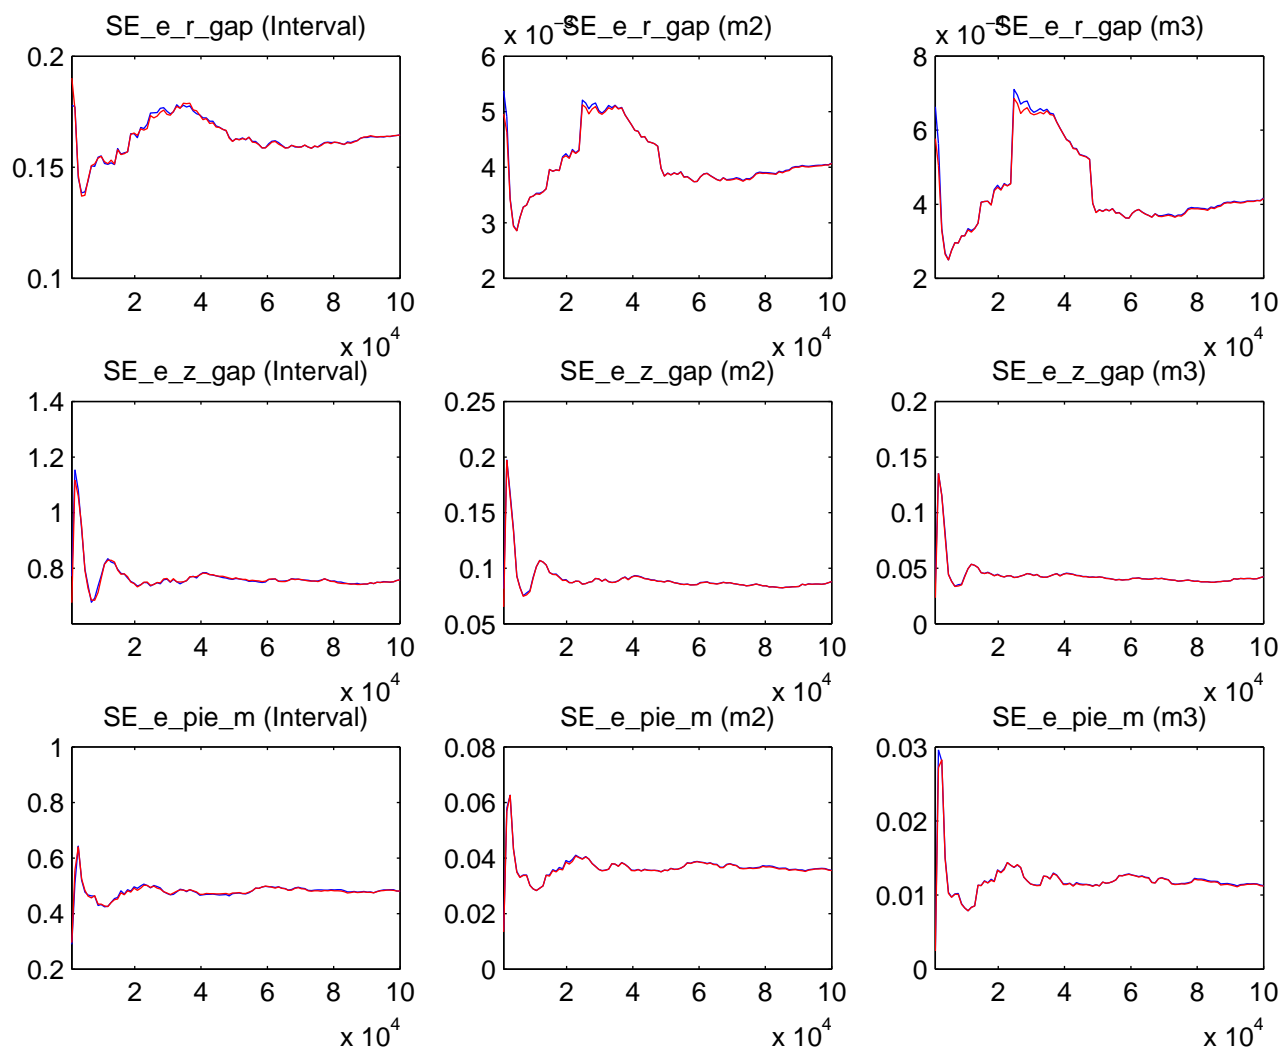 SE_e_r_gap (Interval)
0.2
0.15
0.1
2 4 6 8 10
x 10⁴
x 10⁻³
SE_e_r_gap (m2)
6
5
4
3
2
2 4 6 8 10
x 10⁴
x 10⁻⁴
SE_e_r_gap (m3)
8
6
4
2
2 4 6 8 10
x 10⁴
SE_e_z_gap (Interval)
1.4
1.2
1
0.8
2 4 6 8 10
x 10⁴
SE_e_z_gap (m2)
0.25
0.2
0.15
0.1
0.05
2 4 6 8 10
x 10⁴
SE_e_z_gap (m3)
0.2
0.15
0.1
0.05
0
2 4 6 8 10
x 10⁴
SE_e_pie_m (Interval)
1
0.8
0.6
0.4
0.2
2 4 6 8 10
x 10⁴
SE_e_pie_m (m2)
0.08
0.06
0.04
0.02
0
2 4 6 8 10
x 10⁴
SE_e_pie_m (m3)
0.03
0.02
0.01
0
2 4 6 8 10
x 10⁴